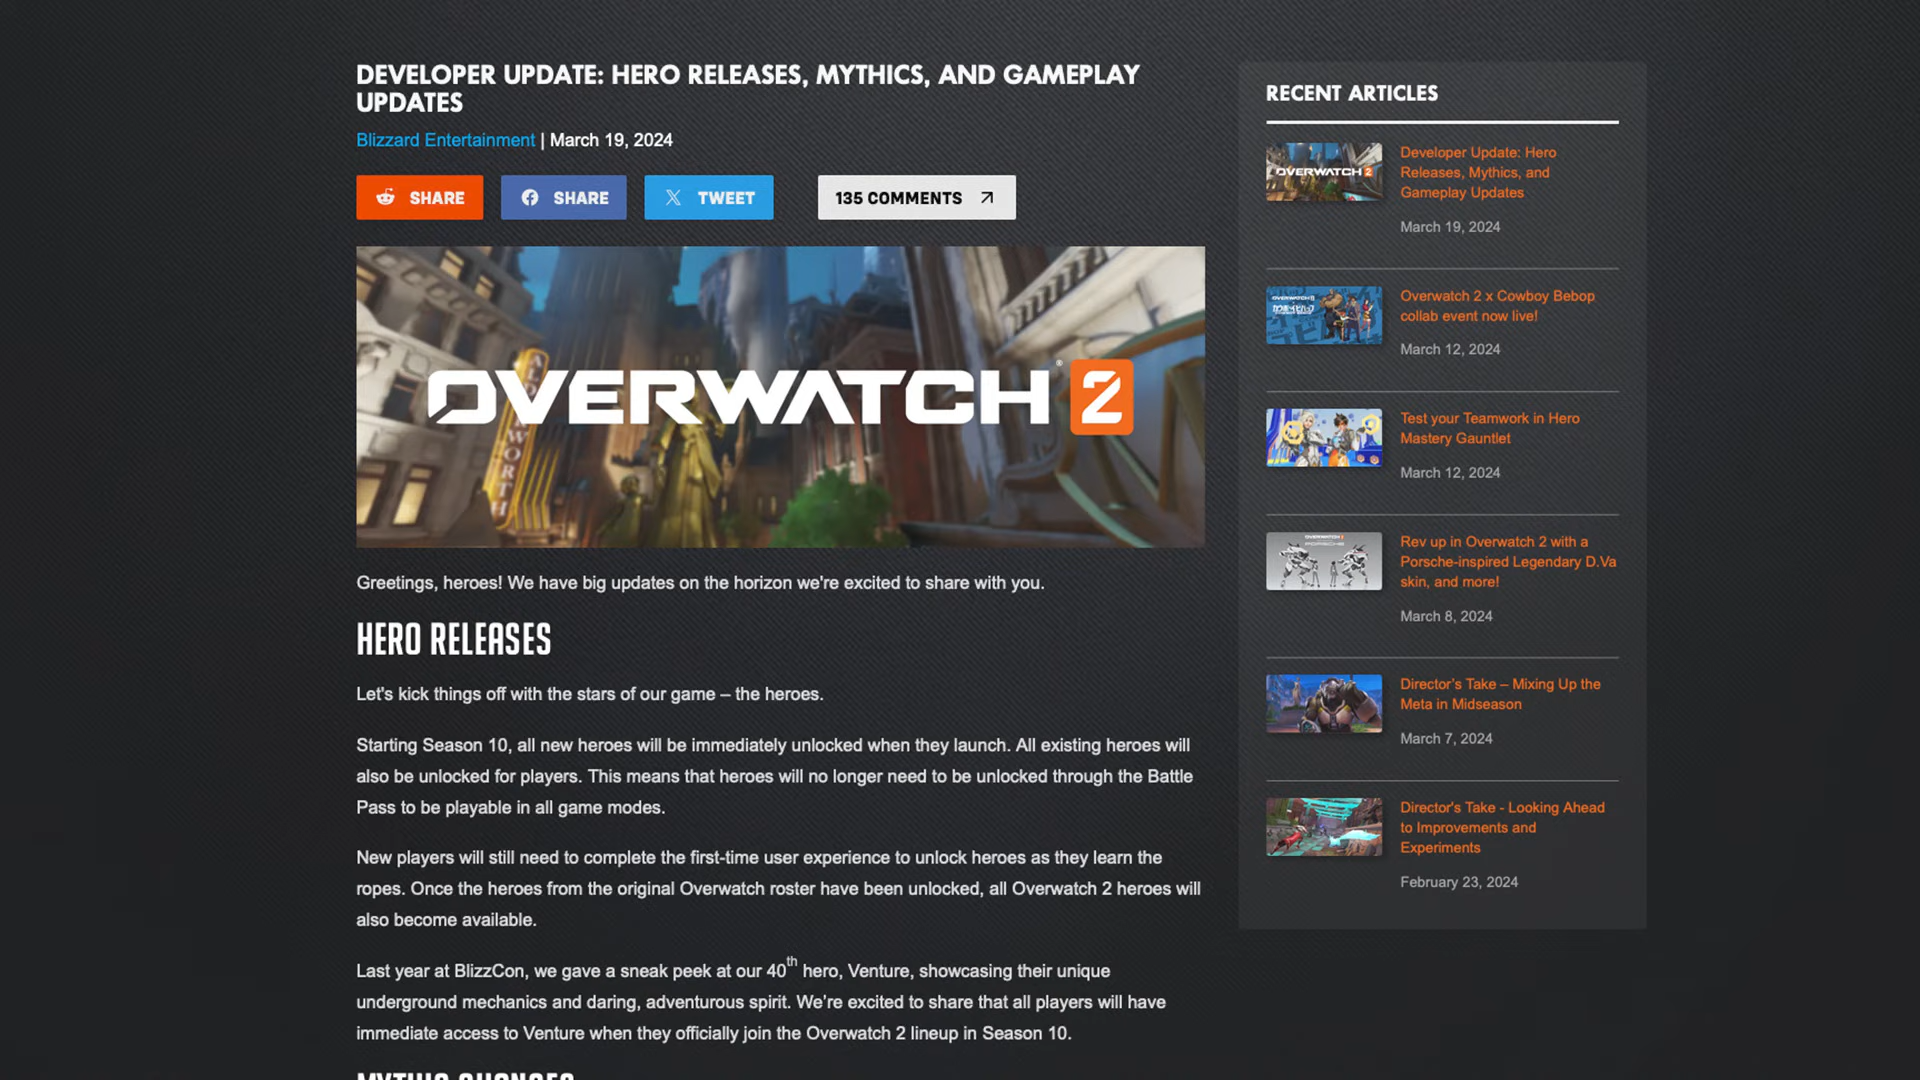 DEVELOPER UPDATE: HERO RELEASES, MYTHICS, AND GAMEPLAY
UPDATES
Blizzard Entertainment | March 19, 2024
SHARE
SHARE
TWEET
135 COMMENTS
OVERWATCH® 2
Greetings, heroes! We have big updates on the horizon we're excited to share with you.
HERO RELEASES
Let's kick things off with the stars of our game – the heroes.
Starting Season 10, all new heroes will be immediately unlocked when they launch. All existing heroes will
also be unlocked for players. This means that heroes will no longer need to be unlocked through the Battle
Pass to be playable in all game modes.
New players will still need to complete the first-time user experience to unlock heroes as they learn the
ropes. Once the heroes from the original Overwatch roster have been unlocked, all Overwatch 2 heroes will
also become available.
Last year at BlizzCon, we gave a sneak peek at our 40th hero, Venture, showcasing their unique
underground mechanics and daring, adventurous spirit. We're excited to share that all players will have
immediate access to Venture when they officially join the Overwatch 2 lineup in Season 10.
MYTHIC CHANGES
RECENT ARTICLES
OVERWATCH 2
Developer Update: Hero
Releases, Mythics, and
Gameplay Updates
March 19, 2024
OVERWATCH 2
Overwatch 2 x Cowboy Bebop
collab event now live!
March 12, 2024
Test your Teamwork in Hero
Mastery Gauntlet
March 12, 2024
OVERWATCH 2
PORSCHE
Rev up in Overwatch 2 with a
Porsche-inspired Legendary D.Va
skin, and more!
March 8, 2024
Director's Take – Mixing Up the
Meta in Midseason
March 7, 2024
Director's Take - Looking Ahead
to Improvements and
Experiments
February 23, 2024